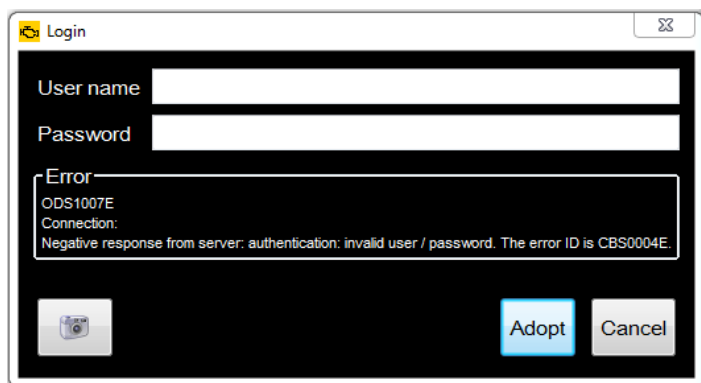 Login
User name
Password
Error
ODS1007E
Connection:
Negative response from server: authentication: invalid user / password. The error ID is CBS0004E.
Adopt
Cancel